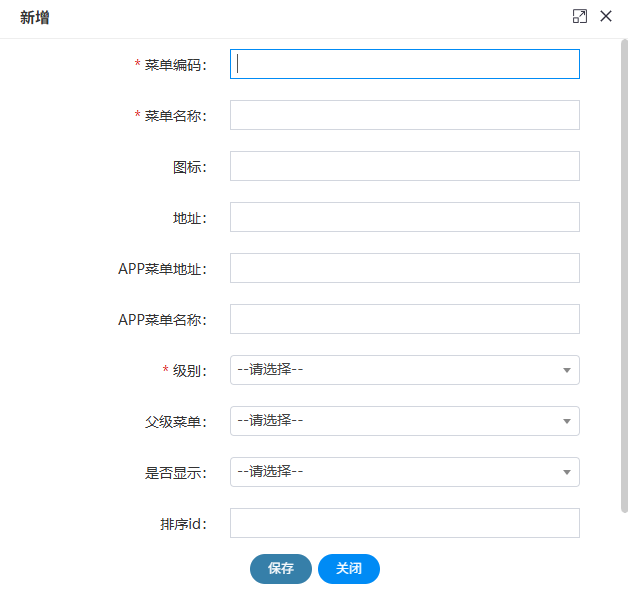 新增
* 菜单编码：
* 菜单名称：
图标：
地址：
APP菜单地址：
APP菜单名称：
* 级别： --请选择--
父级菜单： --请选择--
是否显示： --请选择--
排序id：
保存 关闭